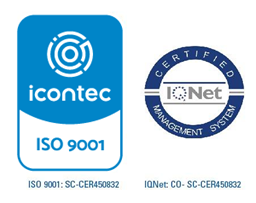 icontec
ISO 9001
CERTIFIED
IQNet
MANAGEMENT SYSTEM
ISO 9001: SC-CER450832
IQNet: CO- SC-CER450832